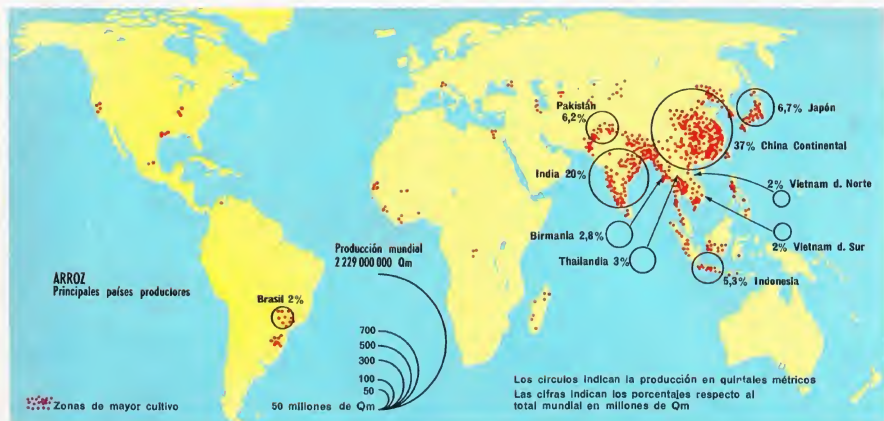 Pakistán
6,2%
6,7% Japón
37% China Continental
India 20%
2% Vietnam d. Norte
Birmania 2,8%
2% Vietnam d. Sur
Thailandia 3%
5,3% Indonesia
Producción mundial
2 229 000 000 Qm
ARROZ
Principales países productores
Brasil 2%
700
500
300
100
50
50 millones de Qm
Zonas de mayor cultivo
Los círculos indican la producción en quintales métricos
Las cifras indican los porcentajes respecto al
total mundial en millones de Qm